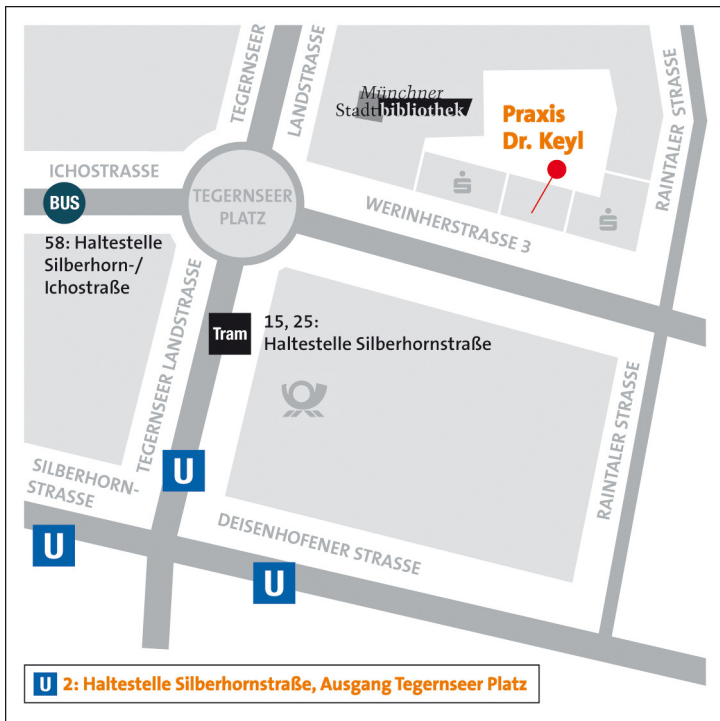 TEGERNSEER
LANDSTRASSE
Münchner
Stadtbibliothek
Praxis
Dr. Keyl
RAINTALER STRASSE
ICHOSTRASSE
BUS
TEGERNSEER
PLATZ
WERINHERSTRASSE 3
58: Haltestelle
Silberhorn-/
Ichostraße
Tram
15, 25:
Haltestelle Silberhornstraße
TEGERNSEER LANDSTRASSE
RAINTALER STRASSE
SILBERHORN-
STRASSE
U
U
DEISENHOFENER STRASSE
U
U 2: Haltestelle Silberhornstraße, Ausgang Tegernseer Platz